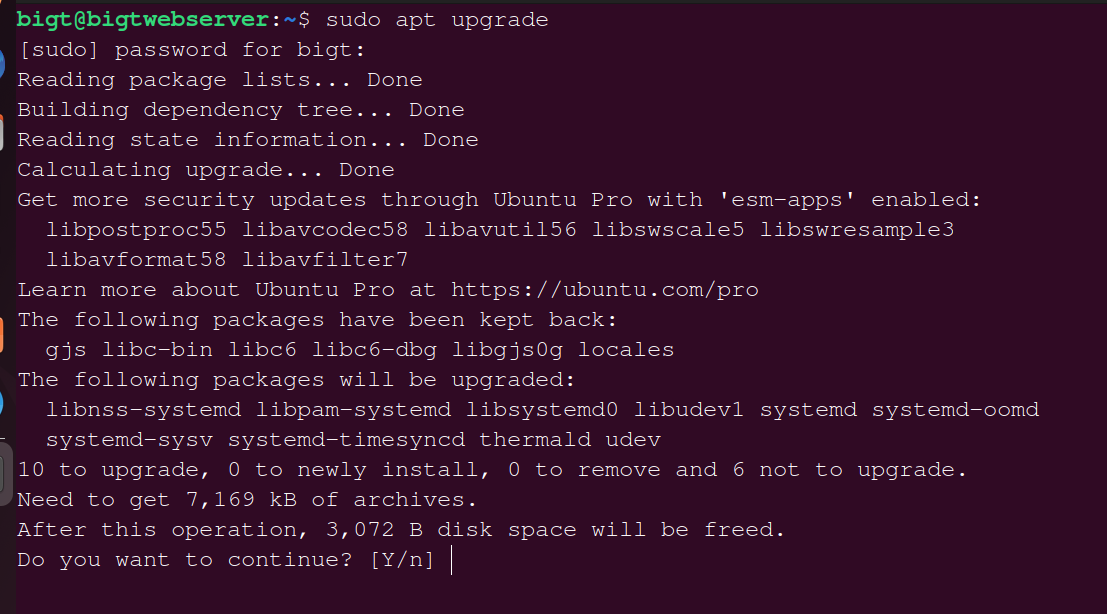 bigt@bigtwebserver:~$ sudo apt upgrade
[sudo] password for bigt:
Reading package lists... Done
Building dependency tree... Done
Reading state information... Done
Calculating upgrade... Done
Get more security updates through Ubuntu Pro with 'esm-apps' enabled:
  libpostproc55 libavcodec58 libavutil56 libswscale5 libswresample3
  libavformat58 libavfilter7
Learn more about Ubuntu Pro at https://ubuntu.com/pro
The following packages have been kept back:
  gjs libc-bin libc6 libc6-dbg libgjs0g locales
The following packages will be upgraded:
  libnss-systemd libpam-systemd libsystemd0 libudev1 systemd systemd-oomd
  systemd-sysv systemd-timesyncd thermald udev
10 to upgrade, 0 to newly install, 0 to remove and 6 not to upgrade.
Need to get 7,169 kB of archives.
After this operation, 3,072 B disk space will be freed.
Do you want to continue? [Y/n]